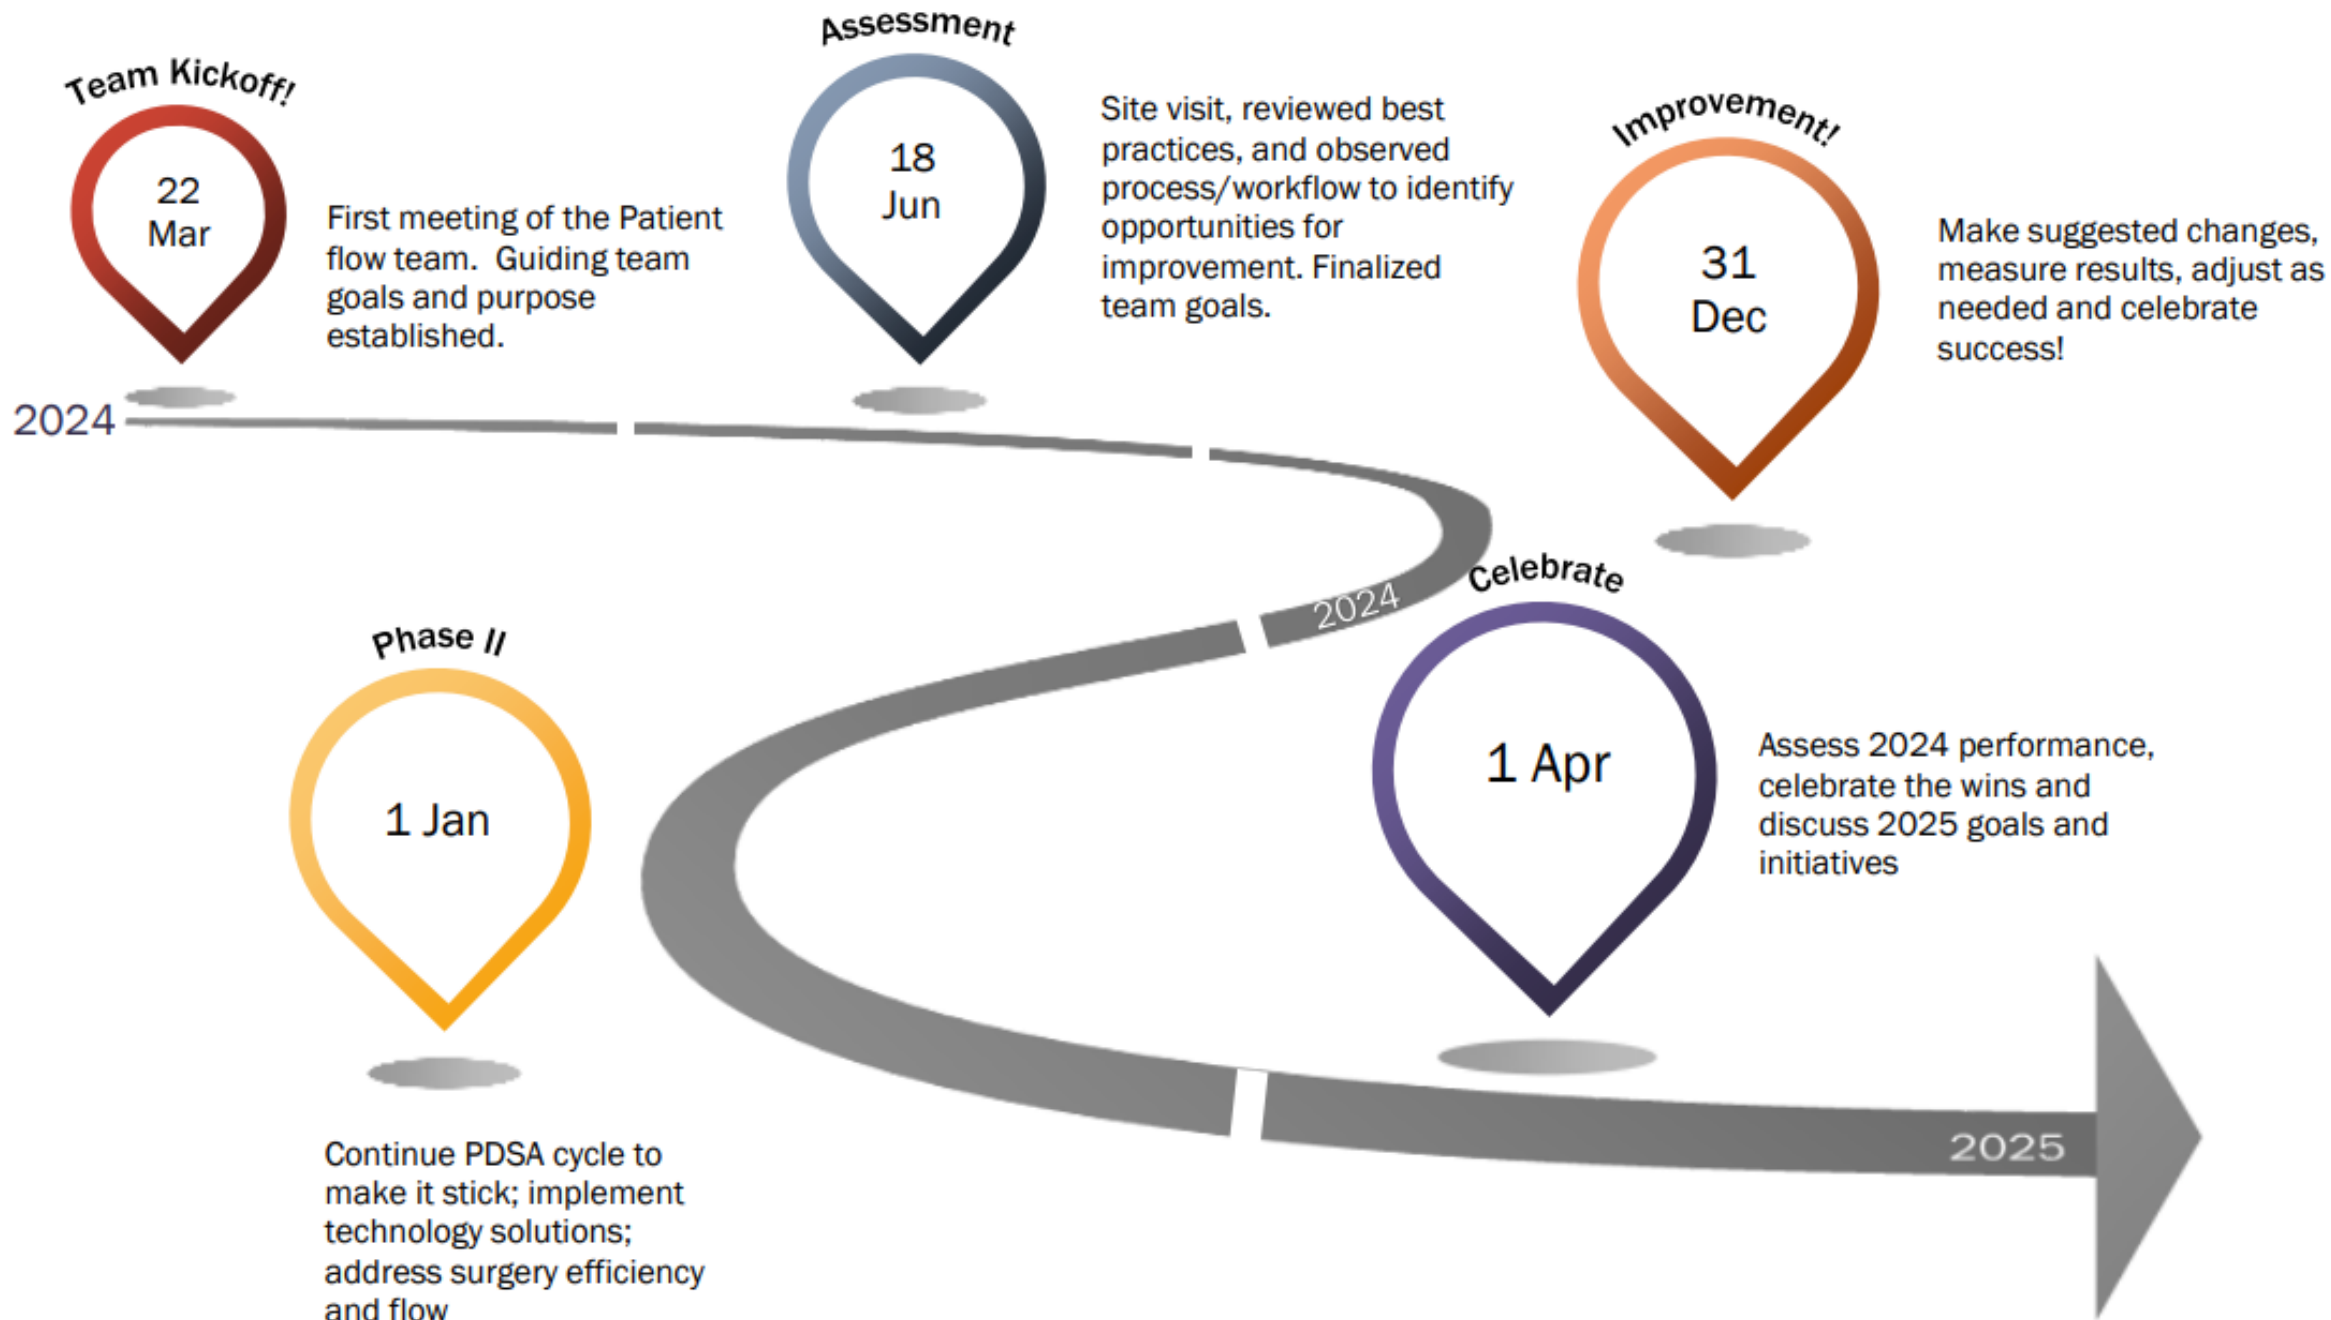 Team Kickoff!
22
Mar
First meeting of the Patient
flow team.  Guiding team
goals and purpose
established.
Assessment
18
Jun
Site visit, reviewed best
practices, and observed
process/workflow to identify
opportunities for
improvement. Finalized
team goals.
Improvement!
31
Dec
Make suggested changes,
measure results, adjust as
needed and celebrate
success!
2024
2024
Phase II
1 Jan
Continue PDSA cycle to
make it stick; implement
technology solutions;
address surgery efficiency
and flow
Celebrate
1 Apr
Assess 2024 performance,
celebrate the wins and
discuss 2025 goals and
initiatives
2025